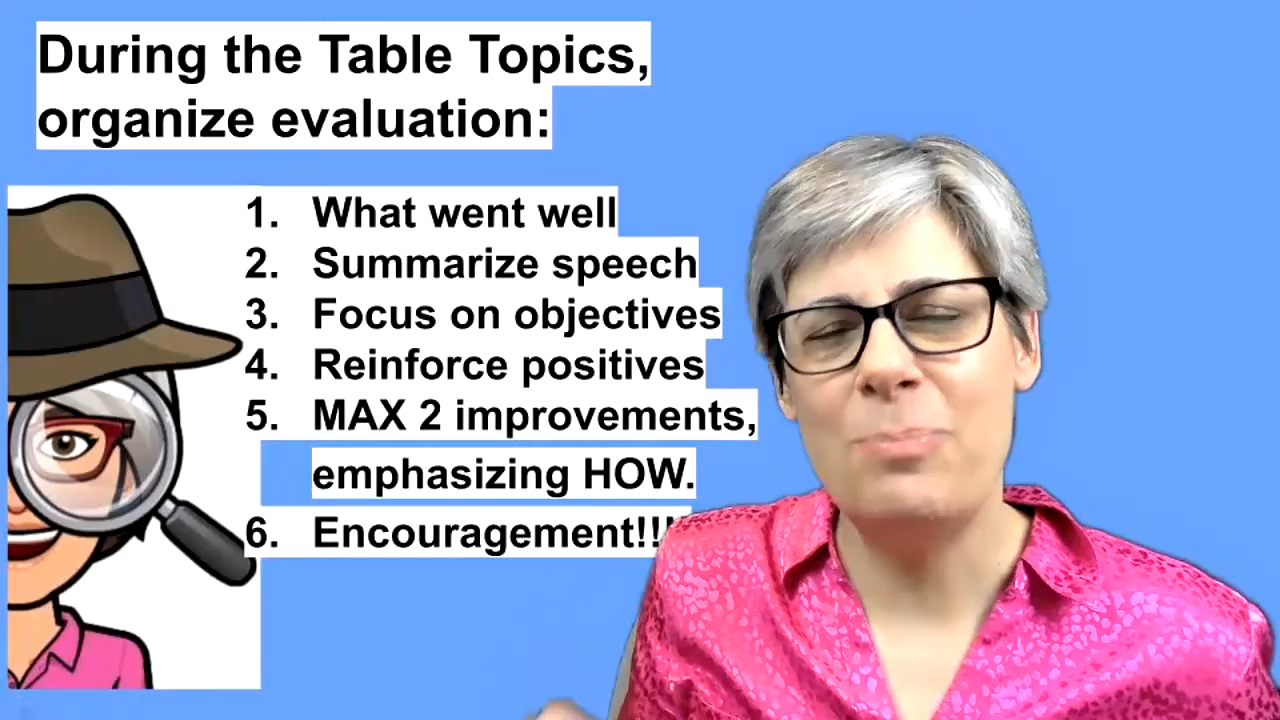 During the Table Topics,
organize evaluation:
1. What went well
2. Summarize speech
3. Focus on objectives
4. Reinforce positives
5. MAX 2 improvements,
emphasizing HOW.
6. Encouragement!!!